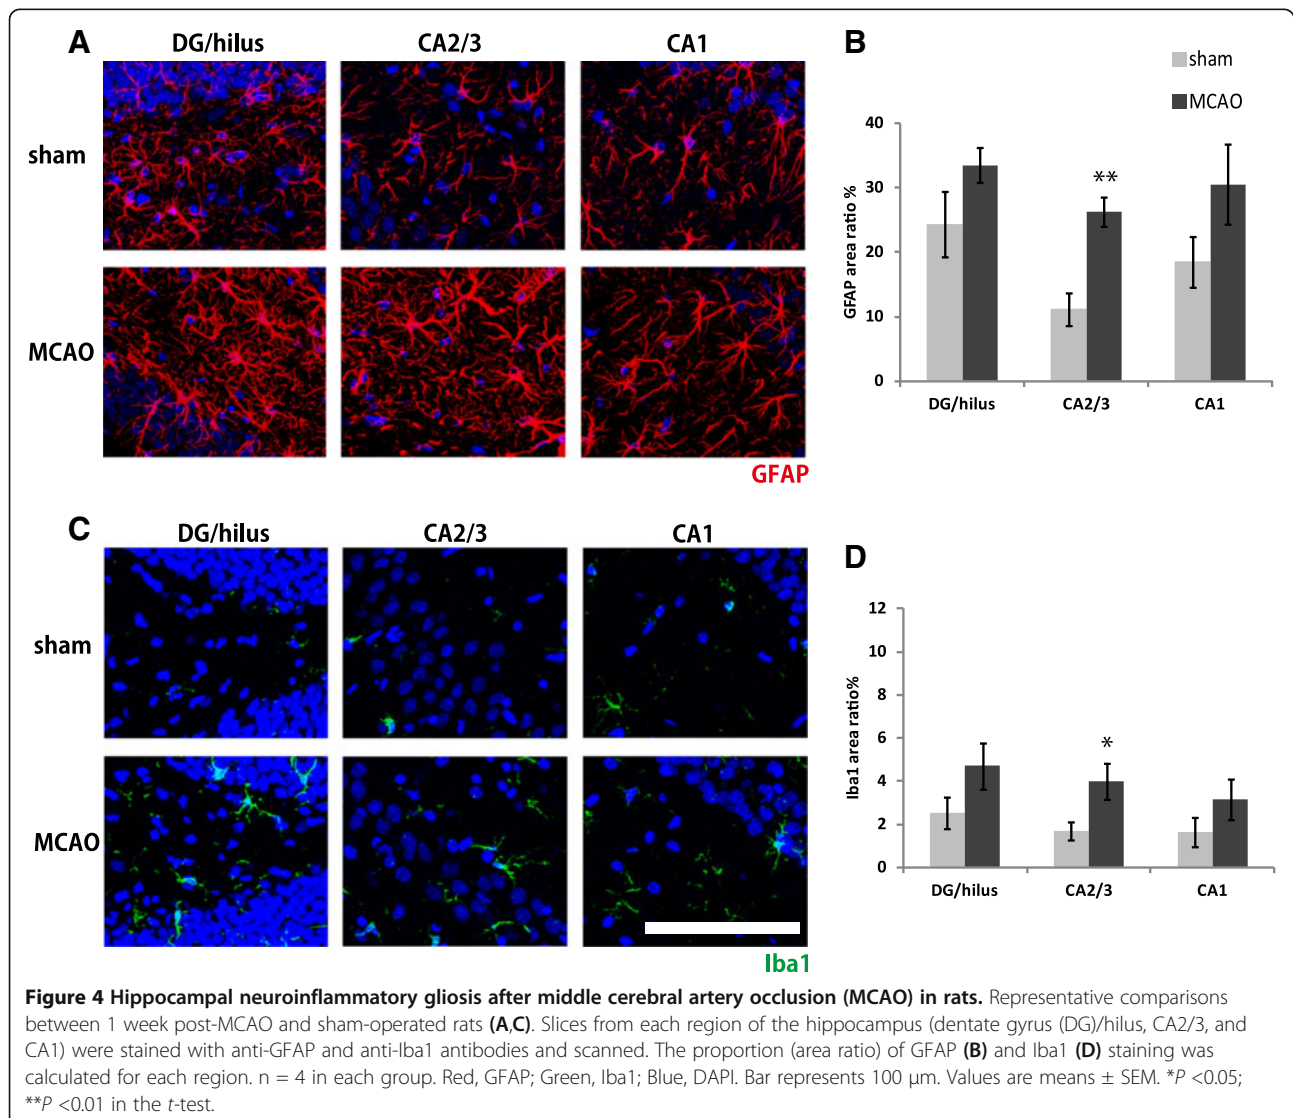 A
DG/hilus CA2/3 CA1
sham
MCAO
GFAP
B
sham
MCAO
40
30
20
10
0
GFAP area ratio %
**
DG/hilus CA2/3 CA1
C
DG/hilus CA2/3 CA1
sham
MCAO
Iba1
D
12
10
8
6
4
2
0
Iba1 area ratio%
*
DG/hilus CA2/3 CA1
Figure 4 Hippocampal neuroinflammatory gliosis after middle cerebral artery occlusion (MCAO) in rats. Representative comparisons
between 1 week post-MCAO and sham-operated rats (A,C). Slices from each region of the hippocampus (dentate gyrus (DG)/hilus, CA2/3, and
CA1) were stained with anti-GFAP and anti-Iba1 antibodies and scanned. The proportion (area ratio) of GFAP (B) and Iba1 (D) staining was
calculated for each region. n = 4 in each group. Red, GFAP; Green, Iba1; Blue, DAPI. Bar represents 100 μm. Values are means ± SEM. *P <0.05;
**P <0.01 in the t-test.